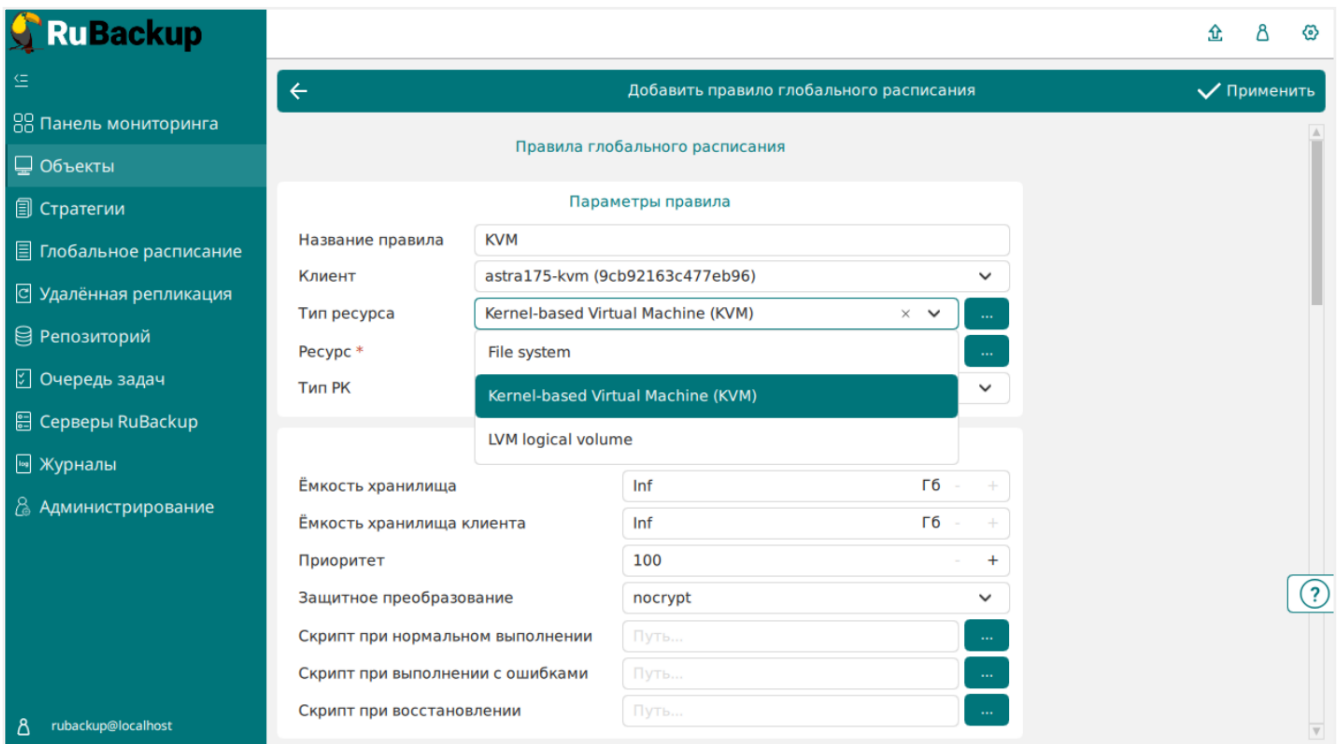 RuBackup
Добавить правило глобального расписания
Применить
Панель мониторинга
Объекты
Стратегии
Глобальное расписание
Удалённая репликация
Репозиторий
Очередь задач
Серверы RuBackup
Журналы
Администрирование
rubackup@localhost
Правила глобального расписания
Параметры правила
Название правила KVM
Клиент astra175-kvm (9cb92163c477eb96)
Тип ресурса Kernel-based Virtual Machine (KVM) × ...
Ресурс * ...
Тип РК
File system
Kernel-based Virtual Machine (KVM)
LVM logical volume
Ёмкость хранилища Inf Гб - +
Ёмкость хранилища клиента Inf Гб - +
Приоритет 100 - +
Защитное преобразование nocrypt
Скрипт при нормальном выполнении Путь... ...
Скрипт при выполнении с ошибками Путь... ...
Скрипт при восстановлении Путь... ...
?